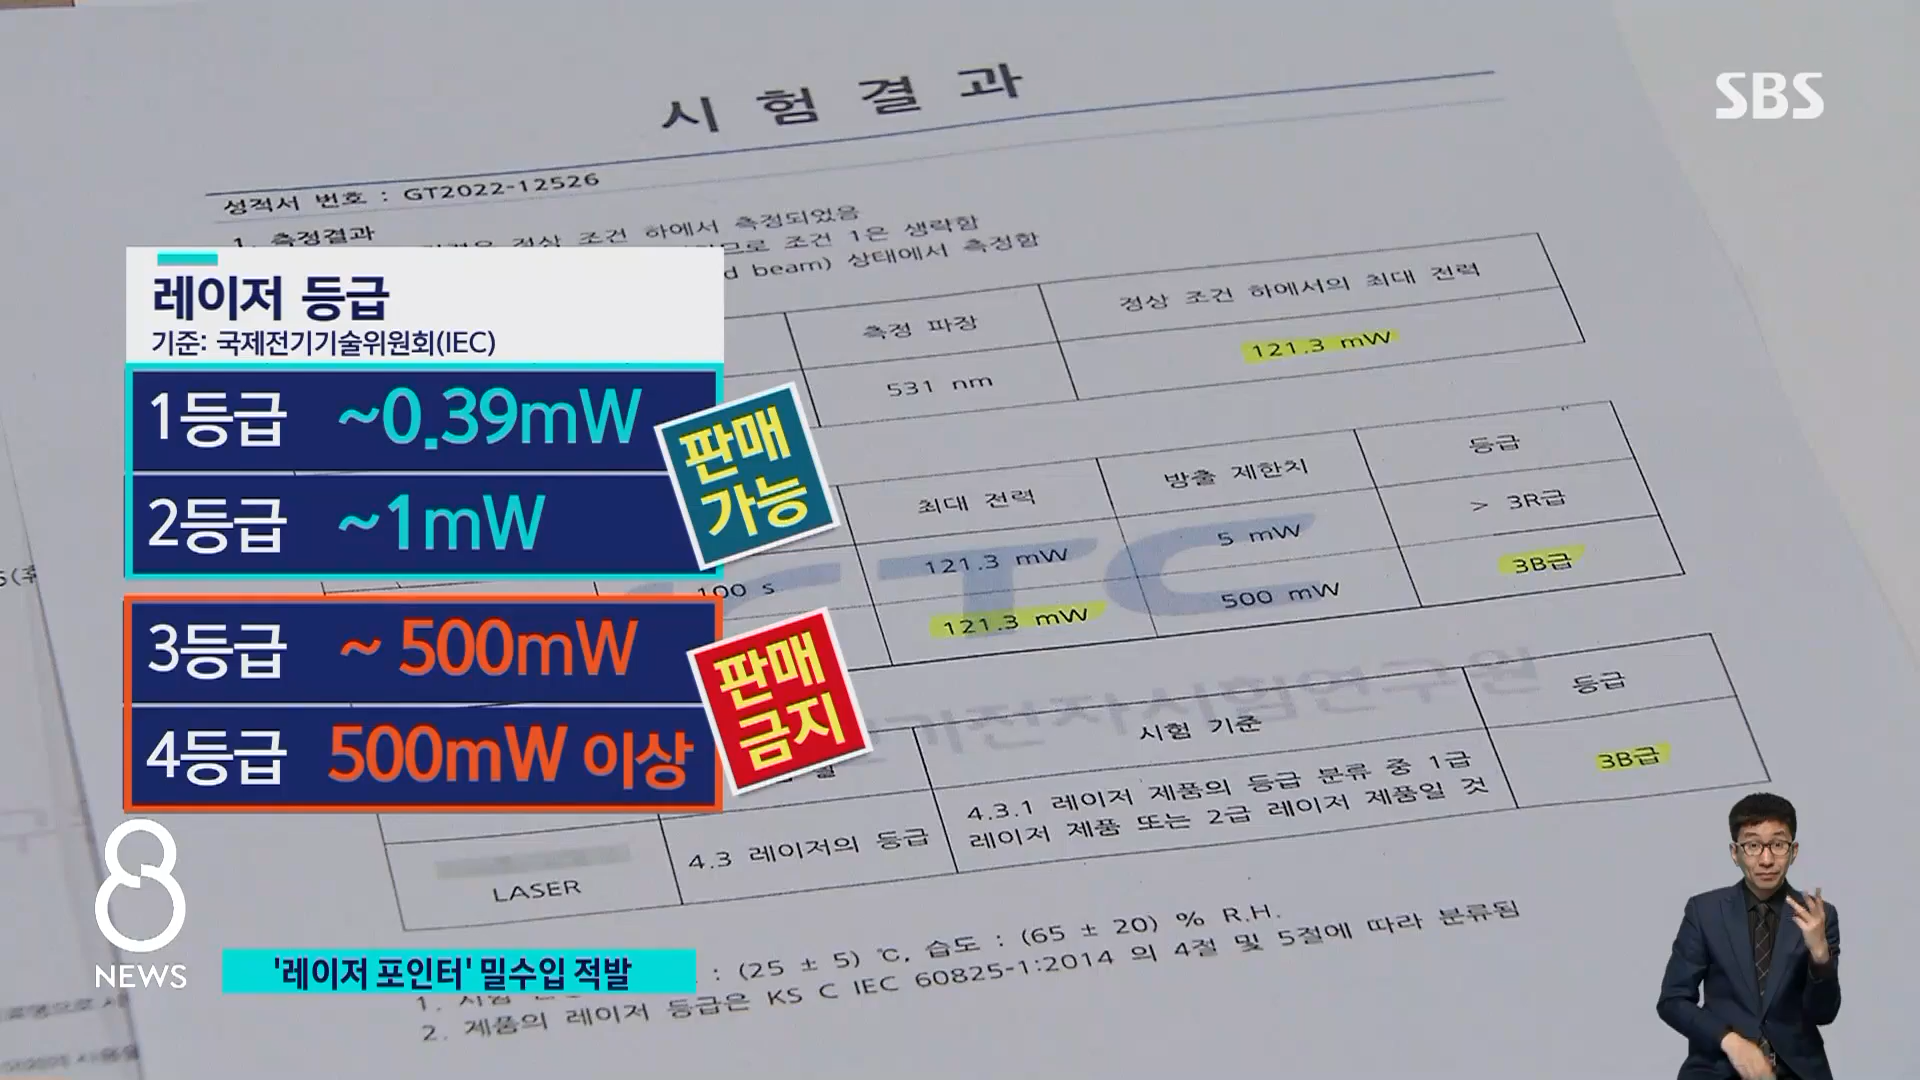 SBS
시험결과
성적서 번호 : GT2022-12526
1. 측정결과
정상 조건 하에서 측정되었음
므로 조건 1은 생략함
d beam) 상태에서 측정함
레이저 등급
기준: 국제전기기술위원회(IEC)
1등급 ~0.39mW
2등급 ~1mW
판매
가능
3등급 ~ 500mW
4등급 500mW 이상
판매
금지
측정 파장 정상 조건 하에서의 최대 전력
531 nm 121.3 mW
최대 전력 방출 제한치 등급
100 s 121.3 mW 5 mW > 3R급
121.3 mW 500 mW 3B급
기전자시험연구원
시험 기준 등급
LASER 4.3 레이저의 등급
4.3.1 레이저 제품의 등급 분류 중 1급
레이저 제품 또는 2급 레이저 제품일 것
3B급
: (25 ± 5) ℃, 습도 : (65 ± 20) % R.H.
2. 제품의 레이저 등급은 KS C IEC 60825-1:2014 의 4절 및 5절에 따라 분류됨
8
NEWS
'레이저 포인터' 밀수입 적발